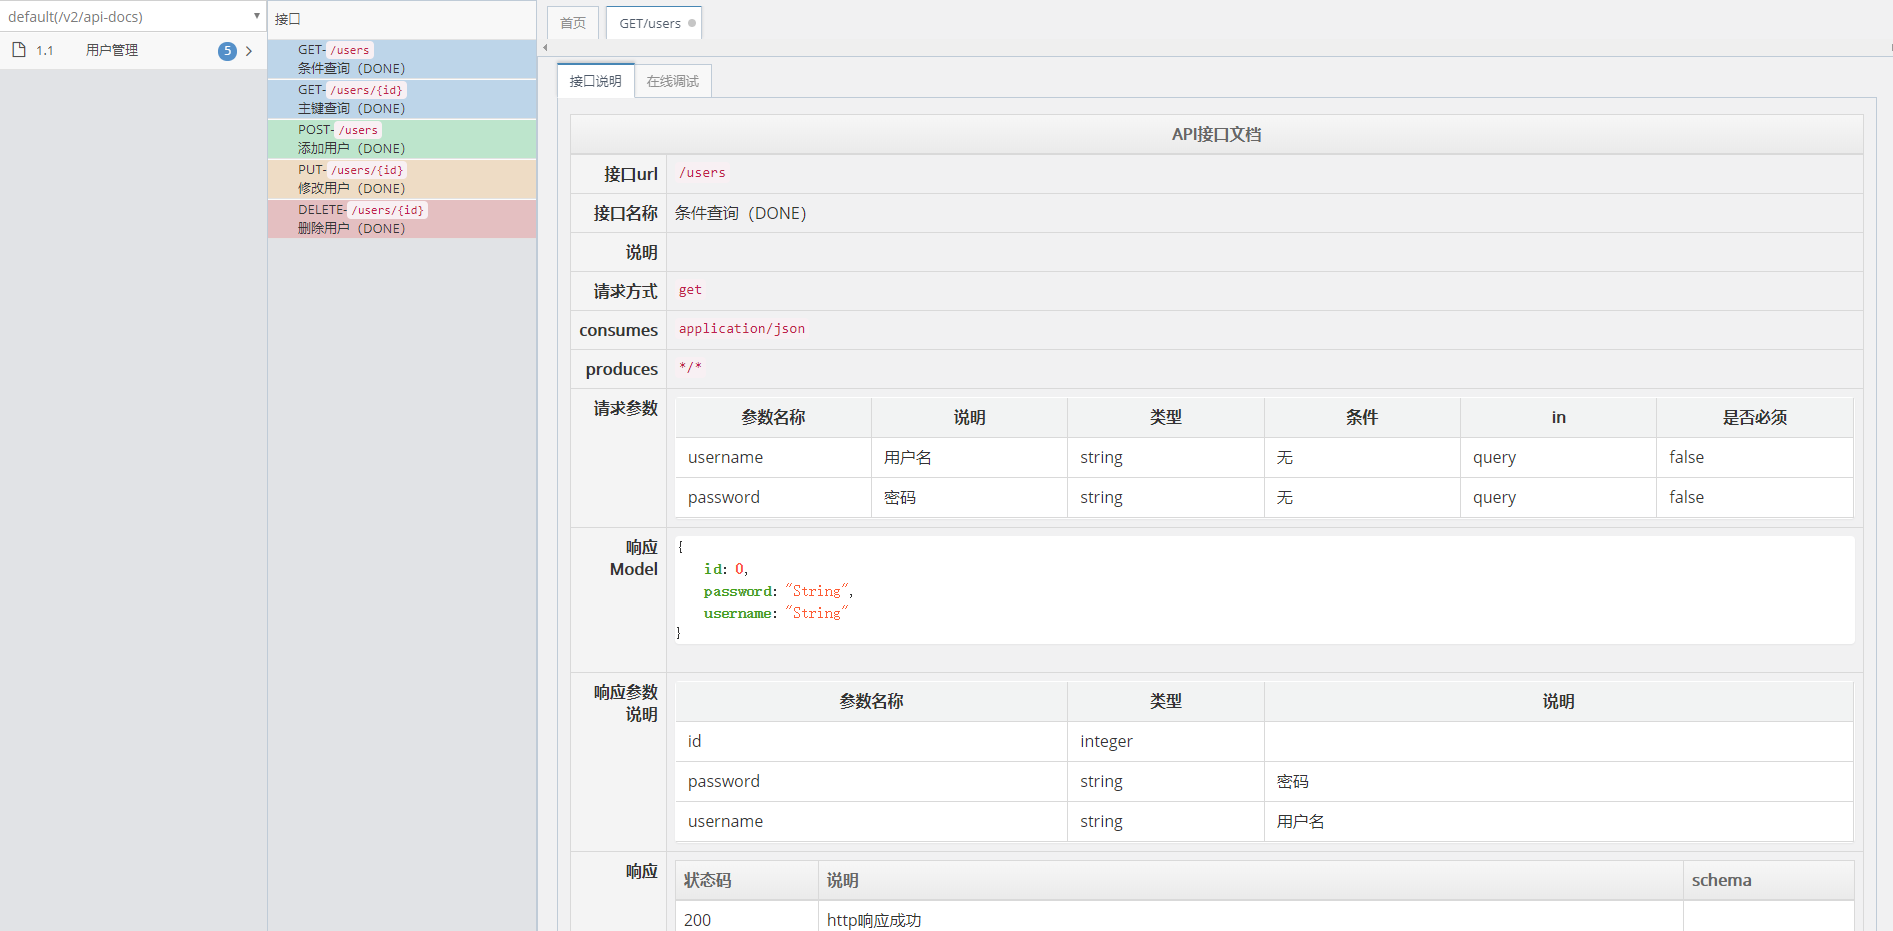 default(/v2/api-docs)
1.1 用户管理 5
接口
GET-/users
条件查询（DONE）
GET-/users/{id}
主键查询（DONE）
POST-/users
添加用户（DONE）
PUT-/users/{id}
修改用户（DONE）
DELETE-/users/{id}
删除用户（DONE）
首页 GET/users
接口说明 在线调试
API接口文档
接口url /users
接口名称 条件查询（DONE）
说明
请求方式 get
consumes application/json
produces */*
请求参数
参数名称 说明 类型 条件 in 是否必须
username 用户名 string 无 query false
password 密码 string 无 query false
响应
Model
{
id: 0,
password: "String",
username: "String"
}
响应参数
说明
参数名称 类型 说明
id integer
password string 密码
username string 用户名
响应
状态码 说明 schema
200 http响应成功